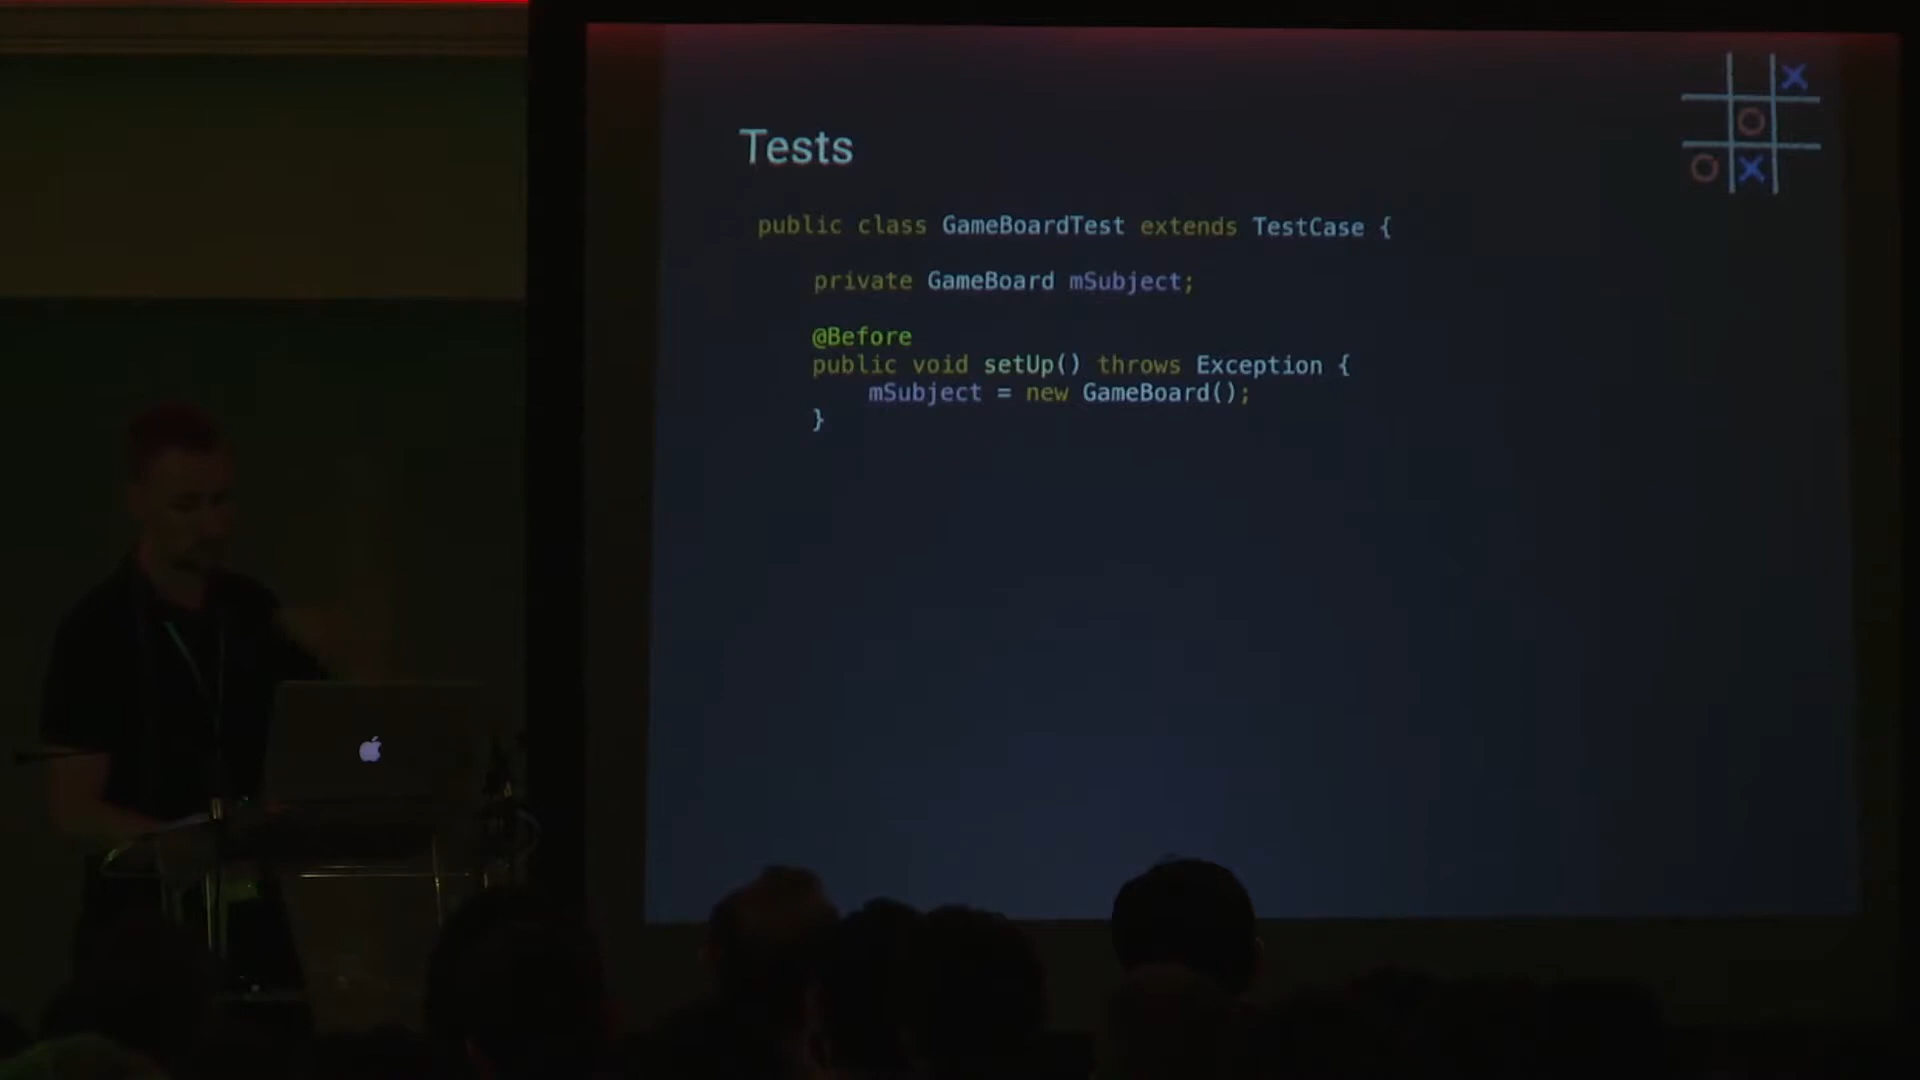 Tests
public class GameBoardTest extends TestCase {
private GameBoard mSubject;
@Before
public void setUp() throws Exception {
mSubject = new GameBoard();
}